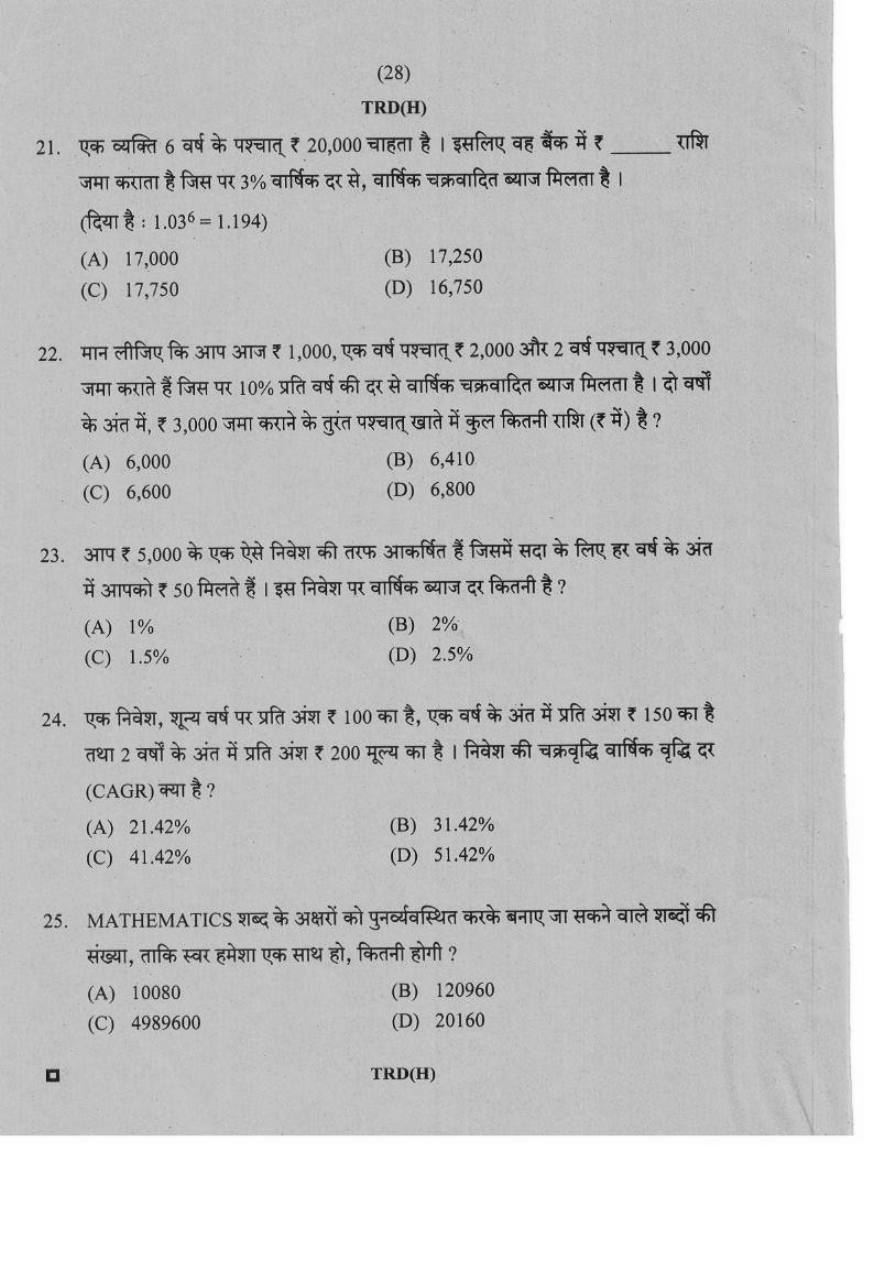 (28)
TRD(H)
21. एक व्यक्ति 6 वर्ष के पश्चात् ₹ 20,000 चाहता है । इसलिए वह बैंक में ₹ ______ राशि
जमा कराता है जिस पर 3% वार्षिक दर से, वार्षिक चक्रवादित ब्याज मिलता है ।
(दिया है : 1.03⁶ = 1.194)
(A) 17,000 (B) 17,250
(C) 17,750 (D) 16,750
22. मान लीजिए कि आप आज ₹ 1,000, एक वर्ष पश्चात् ₹ 2,000 और 2 वर्ष पश्चात् ₹ 3,000
जमा कराते हैं जिस पर 10% प्रति वर्ष की दर से वार्षिक चक्रवादित ब्याज मिलता है । दो वर्षों
के अंत में, ₹ 3,000 जमा कराने के तुरंत पश्चात् खाते में कुल कितनी राशि (₹ में) है ?
(A) 6,000 (B) 6,410
(C) 6,600 (D) 6,800
23. आप ₹ 5,000 के एक ऐसे निवेश की तरफ आकर्षित हैं जिसमें सदा के लिए हर वर्ष के अंत
में आपको ₹ 50 मिलते हैं । इस निवेश पर वार्षिक ब्याज दर कितनी है ?
(A) 1% (B) 2%
(C) 1.5% (D) 2.5%
24. एक निवेश, शून्य वर्ष पर प्रति अंश ₹ 100 का है, एक वर्ष के अंत में प्रति अंश ₹ 150 का है
तथा 2 वर्षों के अंत में प्रति अंश ₹ 200 मूल्य का है । निवेश की चक्रवृद्धि वार्षिक वृद्धि दर
(CAGR) क्या है ?
(A) 21.42% (B) 31.42%
(C) 41.42% (D) 51.42%
25. MATHEMATICS शब्द के अक्षरों को पुनर्व्यवस्थित करके बनाए जा सकने वाले शब्दों की
संख्या, ताकि स्वर हमेशा एक साथ हो, कितनी होगी ?
(A) 10080 (B) 120960
(C) 4989600 (D) 20160
TRD(H)